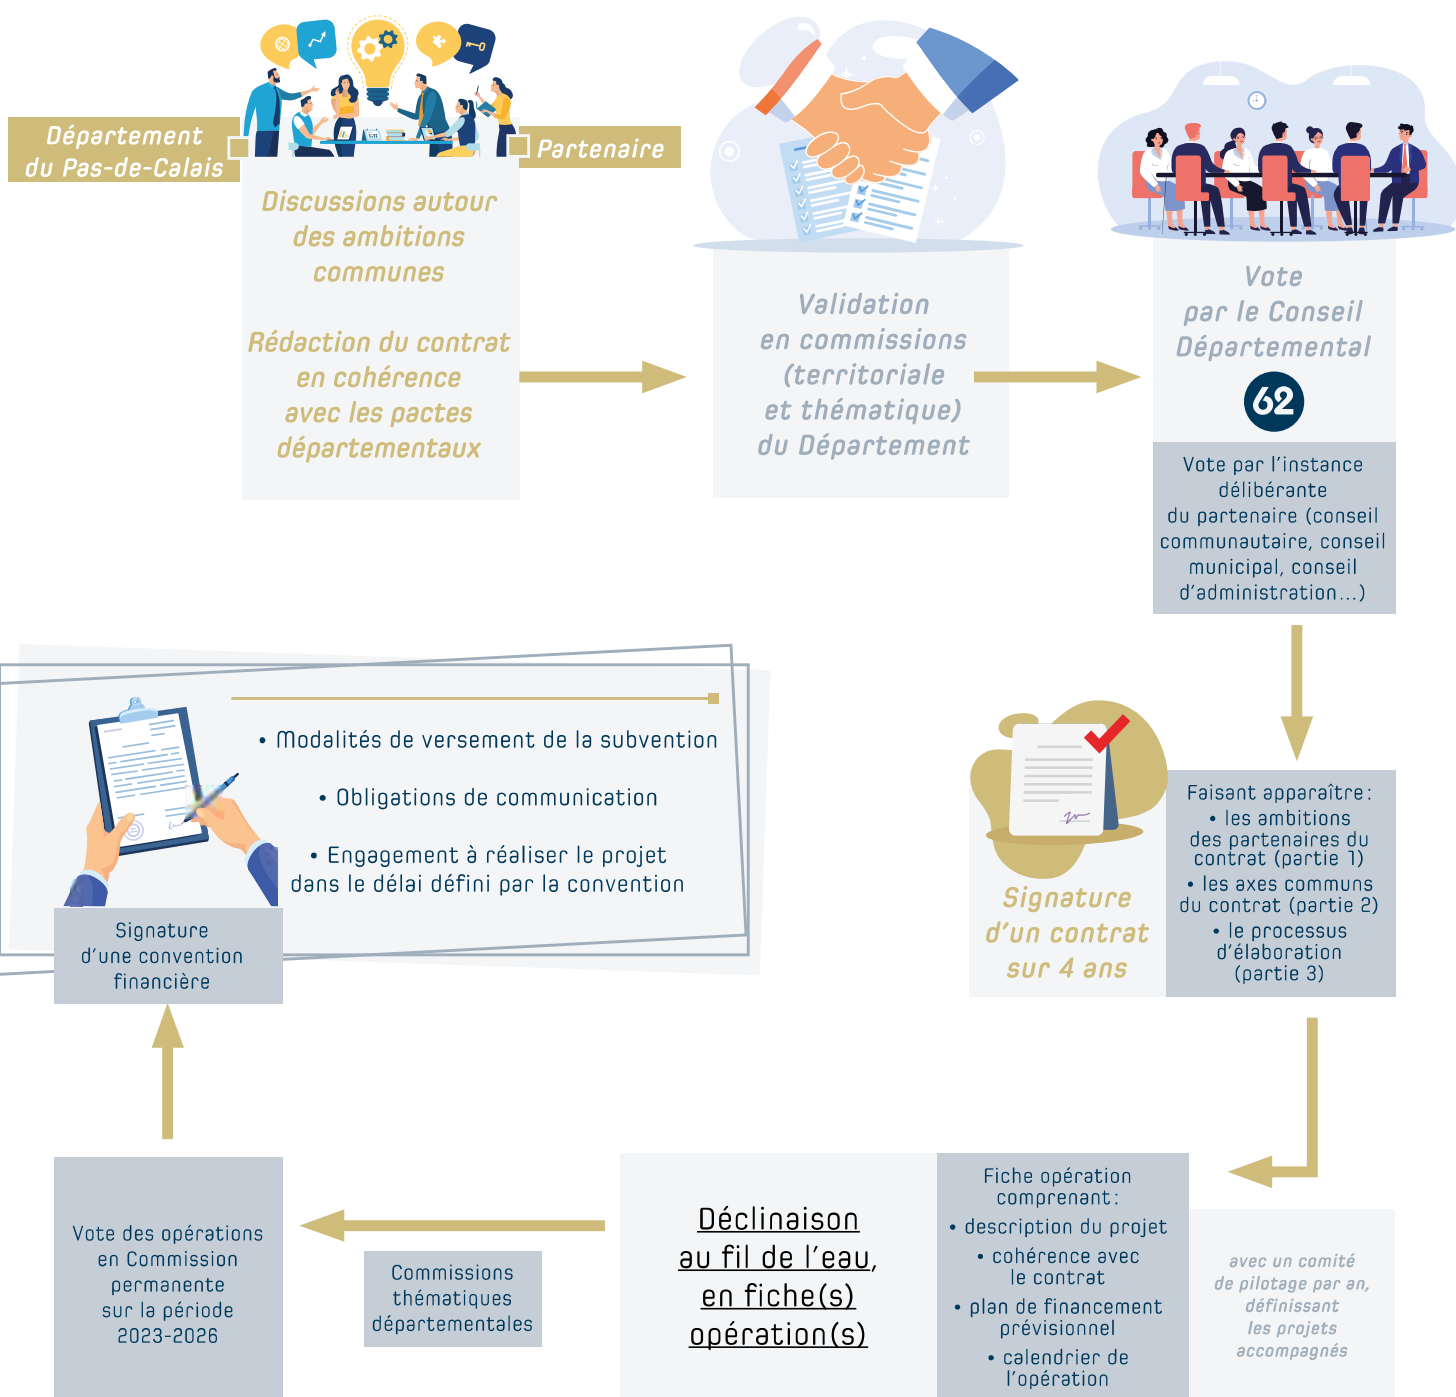 Département
du Pas-de-Calais
Partenaire
Discussions autour
des ambitions
communes
Rédaction du contrat
en cohérence
avec les pactes
départementaux
Validation
en commissions
(territoriale
et thématique)
du Département
Vote
par le Conseil
Départemental
62
Vote par l'instance
délibérante
du partenaire (conseil
communautaire, conseil
municipal, conseil
d'administration...)
Signature
d'un contrat
sur 4 ans
Faisant apparaître :
• les ambitions
des partenaires du
contrat (partie 1)
• les axes communs
du contrat (partie 2)
• le processus
d'élaboration
(partie 3)
avec un comité
de pilotage par an,
définissant
les projets
accompagnés
Fiche opération
comprenant :
• description du projet
• cohérence avec
le contrat
• plan de financement
prévisionnel
• calendrier de
l'opération
Déclinaison
au fil de l'eau,
en fiche(s)
opération(s)
Commissions
thématiques
départementales
Vote des opérations
en Commission
permanente
sur la période
2023-2026
Signature
d'une convention
financière
• Modalités de versement de la subvention
• Obligations de communication
• Engagement à réaliser le projet
dans le délai défini par la convention